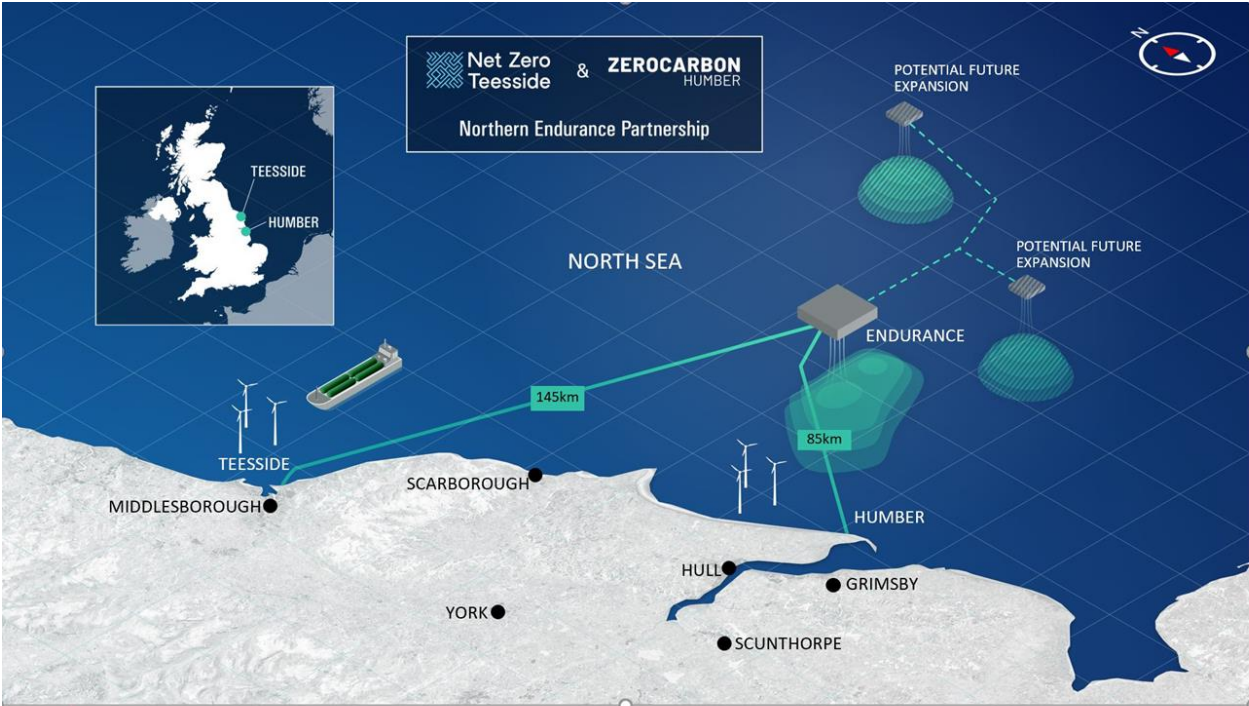 Net Zero
Teesside
&
ZEROCARBON
HUMBER
Northern Endurance Partnership
N
POTENTIAL FUTURE
EXPANSION
TEESSIDE
HUMBER
NORTH SEA
POTENTIAL FUTURE
EXPANSION
ENDURANCE
145km
85km
TEESSIDE
SCARBOROUGH
MIDDLESBOROUGH
HUMBER
HULL
GRIMSBY
YORK
SCUNTHORPE